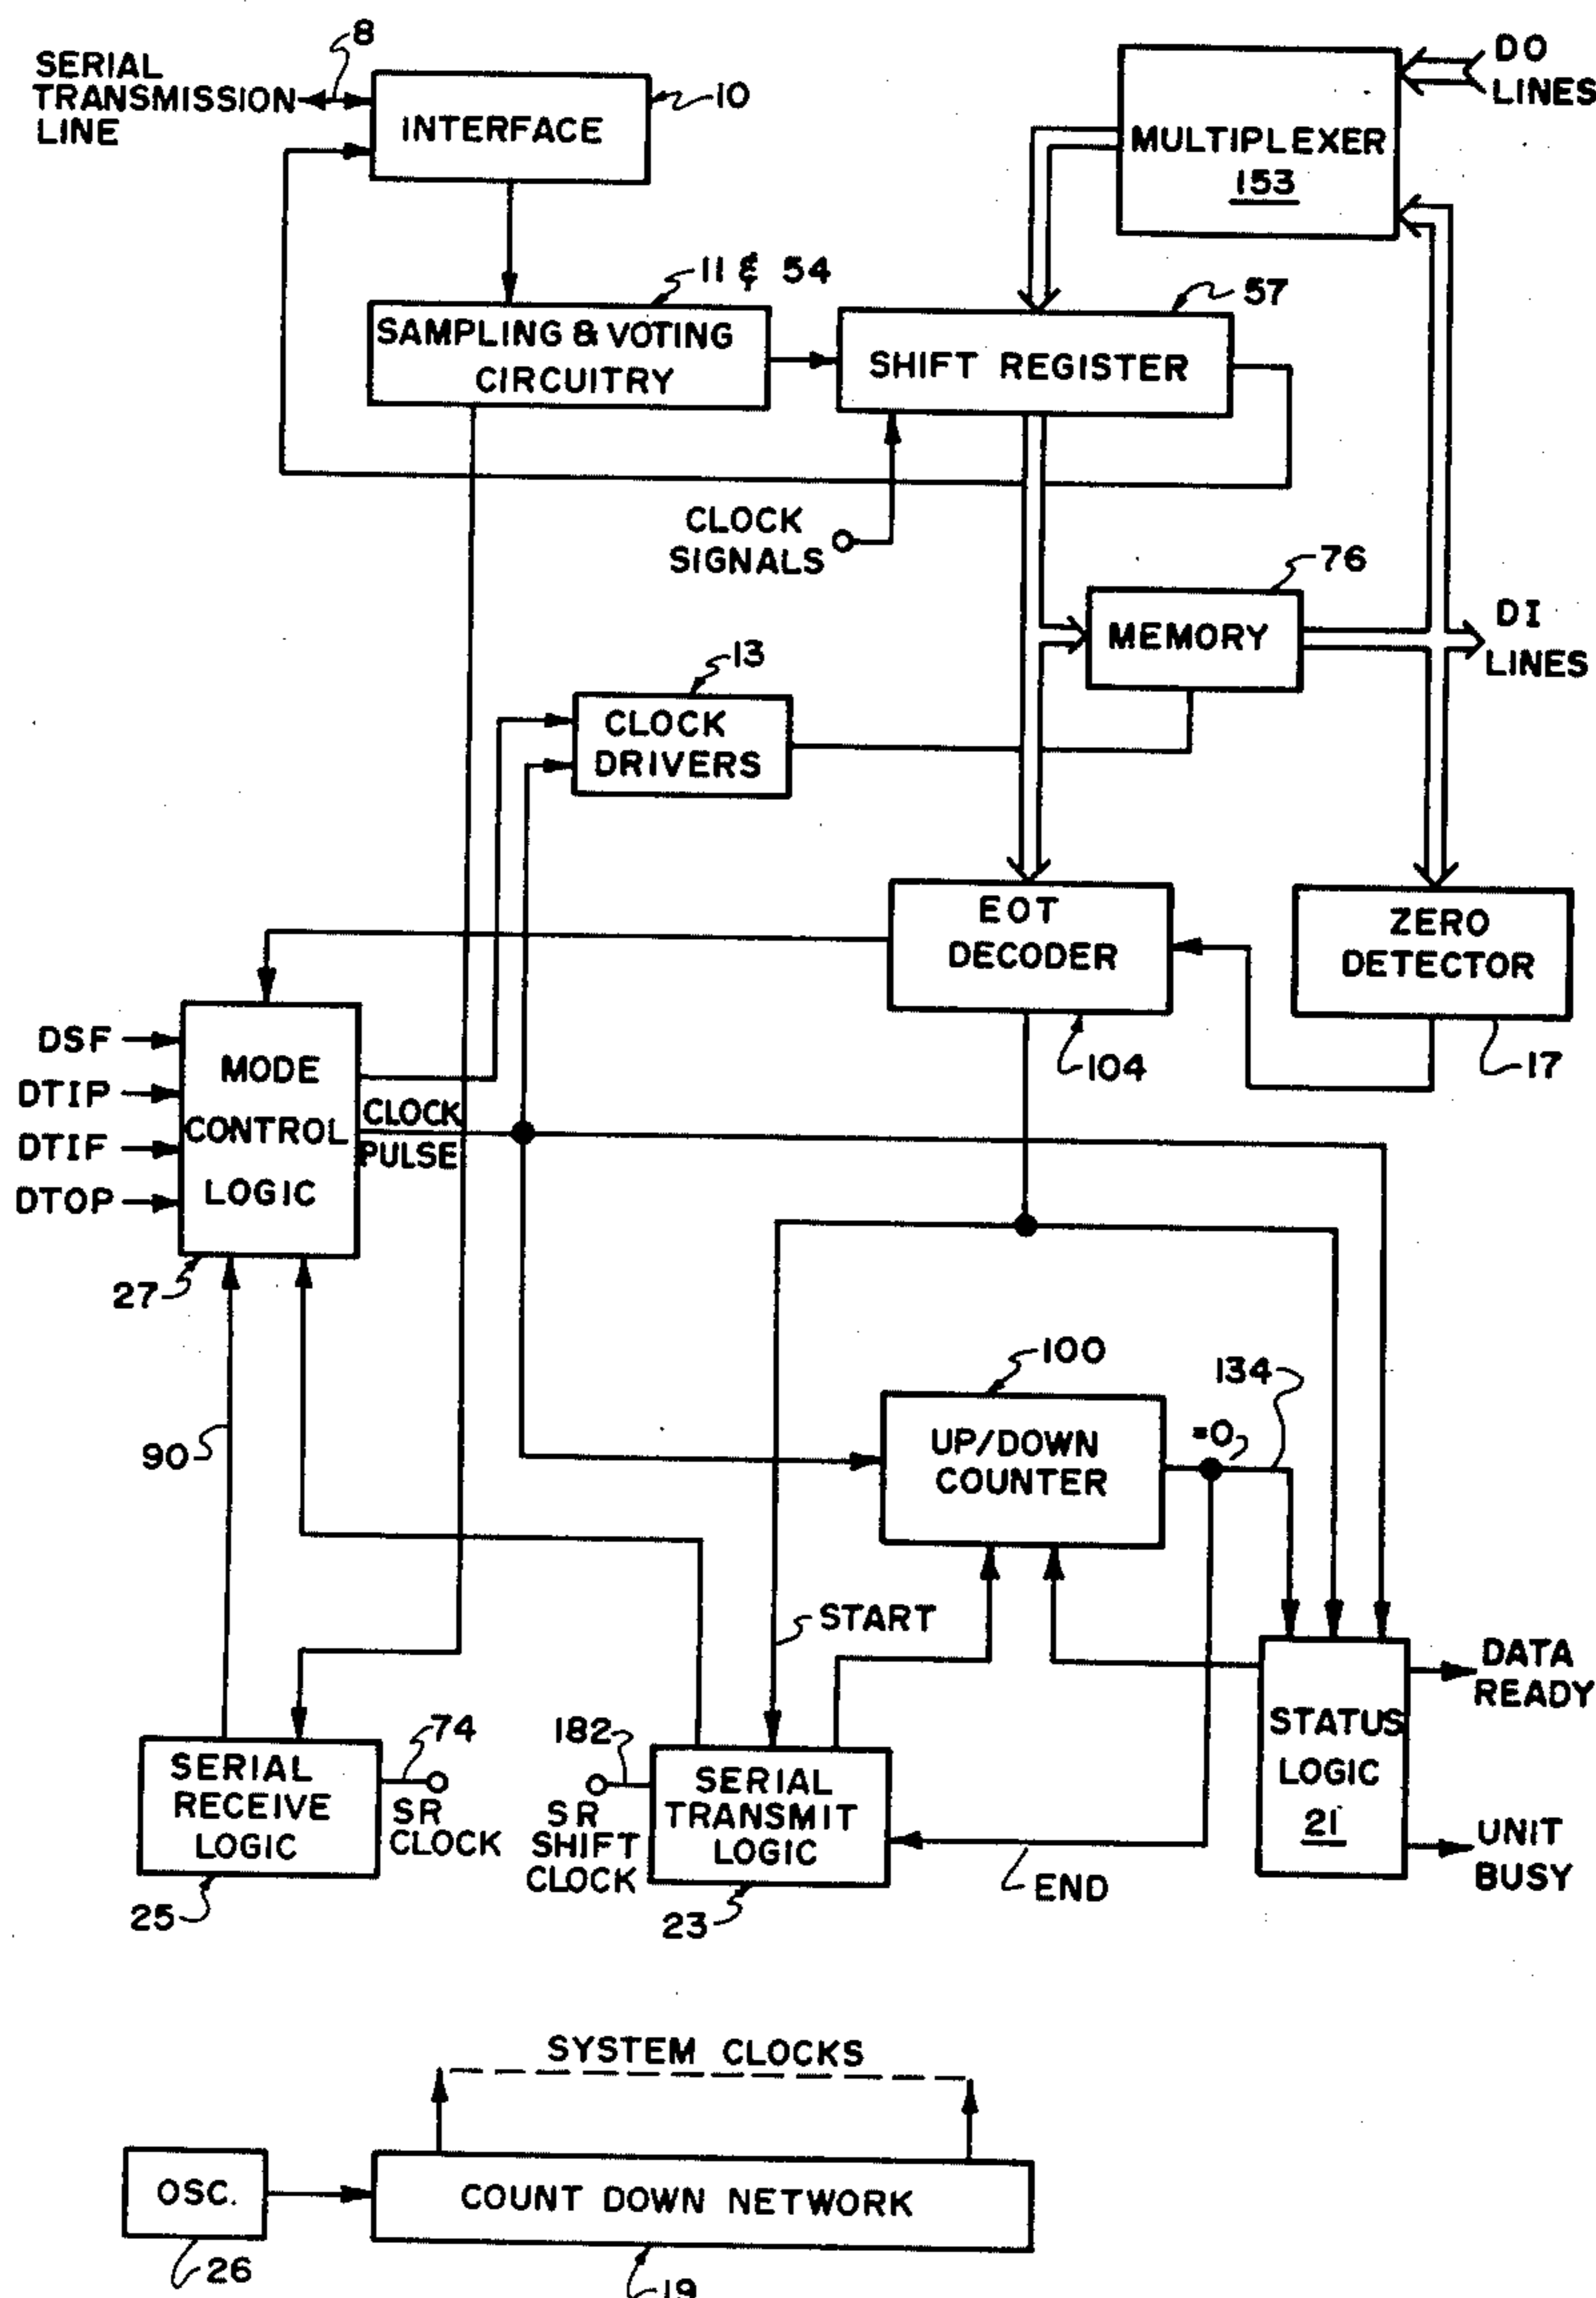 8
SERIAL
TRANSMISSION
LINE
INTERFACE
10
DO
LINES
MULTIPLEXER
153
11 & 54
SAMPLING & VOTING
CIRCUITRY
57
SHIFT REGISTER
CLOCK
SIGNALS
76
MEMORY
DI
LINES
13
CLOCK
DRIVERS
EOT
DECODER
104
ZERO
DETECTOR
17
DSF
DTIP
DTIF
DTOP
MODE
CONTROL
LOGIC
27
CLOCK
PULSE
90
100
UP/DOWN
COUNTER
=0
134
START
DATA
READY
STATUS
LOGIC
21
UNIT
BUSY
SERIAL
RECEIVE
LOGIC
25
74
SR
CLOCK
182
SR
SHIFT
CLOCK
SERIAL
TRANSMIT
LOGIC
23
END
SYSTEM CLOCKS
OSC.
26
COUNT DOWN NETWORK
19